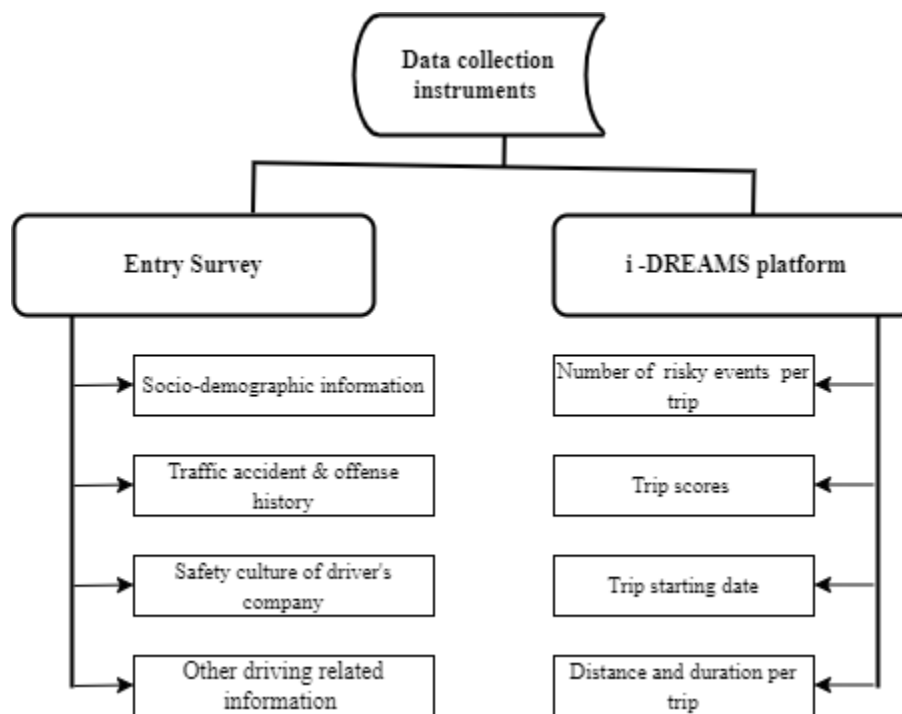 Data collection
instruments
Entry Survey
i -DREAMS platform
Socio-demographic information
Number of risky events per
trip
Traffic accident & offense
history
Trip scores
Safety culture of driver's
company
Trip starting date
Other driving related
information
Distance and duration per
trip